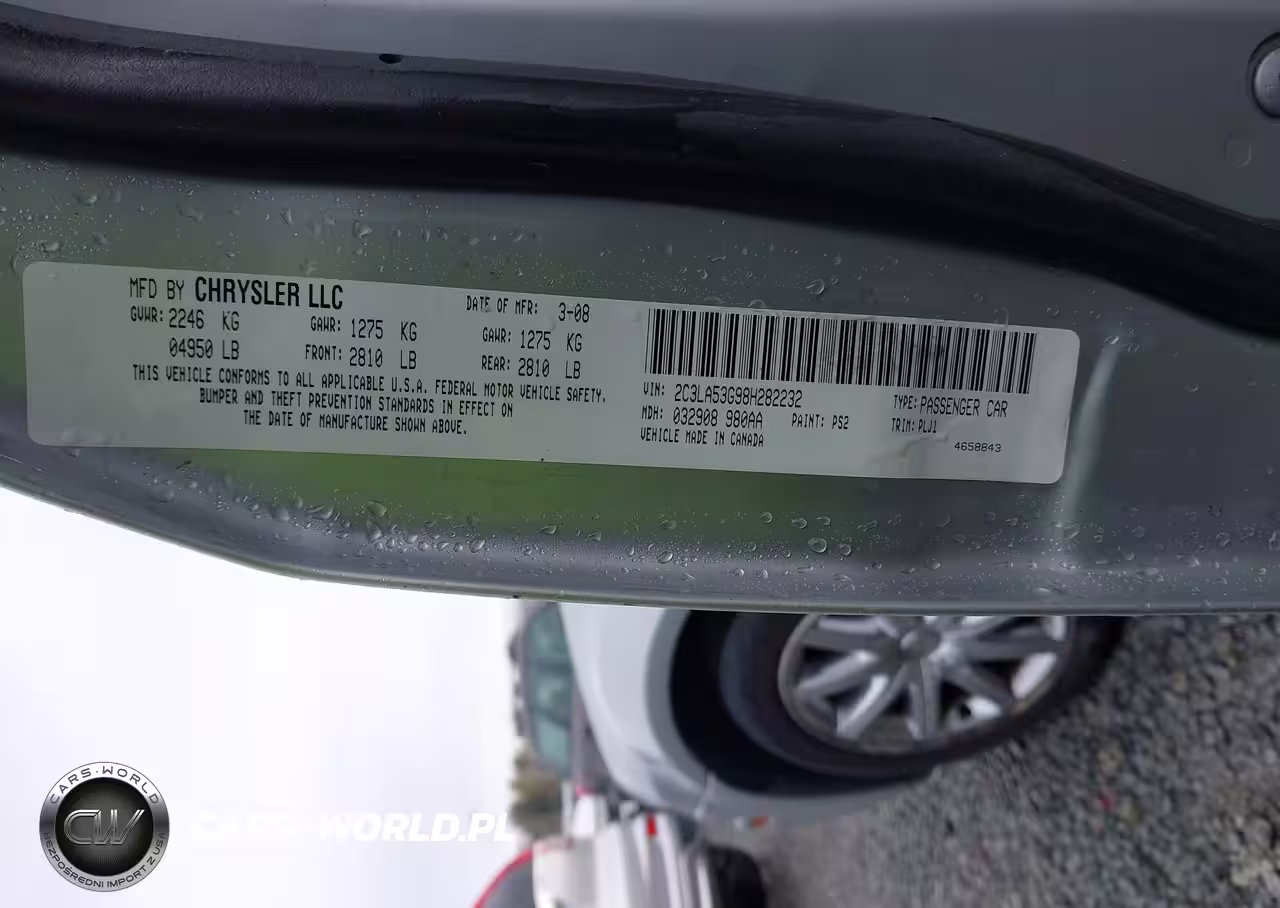 MFD BY CHRYSLER LLC
DATE OF MFR: 3-08
GVWR: 2246 KG GAWR: 1275 KG GAWR: 1275 KG
04950 LB FRONT: 2810 LB REAR: 2810 LB
THIS VEHICLE CONFORMS TO ALL APPLICABLE U.S.A. FEDERAL MOTOR VEHICLE SAFETY,
BUMPER AND THEFT PREVENTION STANDARDS IN EFFECT ON
THE DATE OF MANUFACTURE SHOWN ABOVE.
VIN: 2C3LA53G98H282232 TYPE: PASSENGER CAR
MDH: 032908 980AA PAINT: PS2 TRIM: PLJ1
VEHICLE MADE IN CANADA 4658843
CARS-WORLD
CW
BEZPOŚREDNI IMPORT Z USA
CARS-WORLD.PL